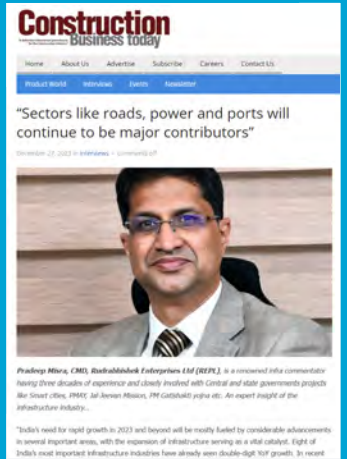 Construction
Business today
Home About Us Advertise Subscribe Careers Contact Us
Product World Interviews Events Newsletter
“Sectors like roads, power and ports will
continue to be major contributors”
December 27, 2023 in Interviews
Pradeep Misra, CMD, Rudrabhishek Enterprises Ltd (REPL), is a renowned infra commentator
having three decades of experience and closely involved with Central and state governments projects
like Smart cities, PMAY, Jal Jeevan Mission, PM Gatishakti yojna etc. An expert insight of the
infrastructure industry...
“India’s need for rapid growth in 2023 and beyond will be mostly fueled by considerable advancements
in several important areas, with the expansion of infrastructure serving as a vital catalyst. Eight of
India’s most important infrastructure industries have already seen double-digit YoY growth. In recent